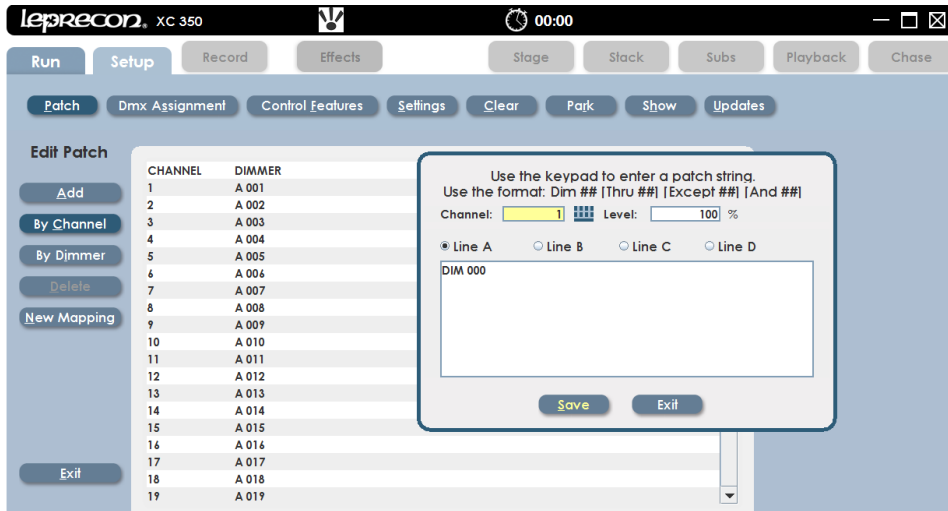 leprecon. XC 350 00:00
Run Setup Record Effects Stage Stack Subs Playback Chase
Patch Dmx Assignment Control Features Settings Clear Park Show Updates
Edit Patch
Add
By Channel
By Dimmer
Delete
New Mapping
Exit
CHANNEL DIMMER
1 A 001
2 A 002
3 A 003
4 A 004
5 A 005
6 A 006
7 A 007
8 A 008
9 A 009
10 A 010
11 A 011
12 A 012
13 A 013
14 A 014
15 A 015
16 A 016
17 A 017
18 A 018
19 A 019
Use the keypad to enter a patch string.
Use the format: Dim ## [Thru ##] [Except ##] [And ##]
Channel: 1 Level: 100 %
Line A Line B Line C Line D
DIM 000
Save Exit